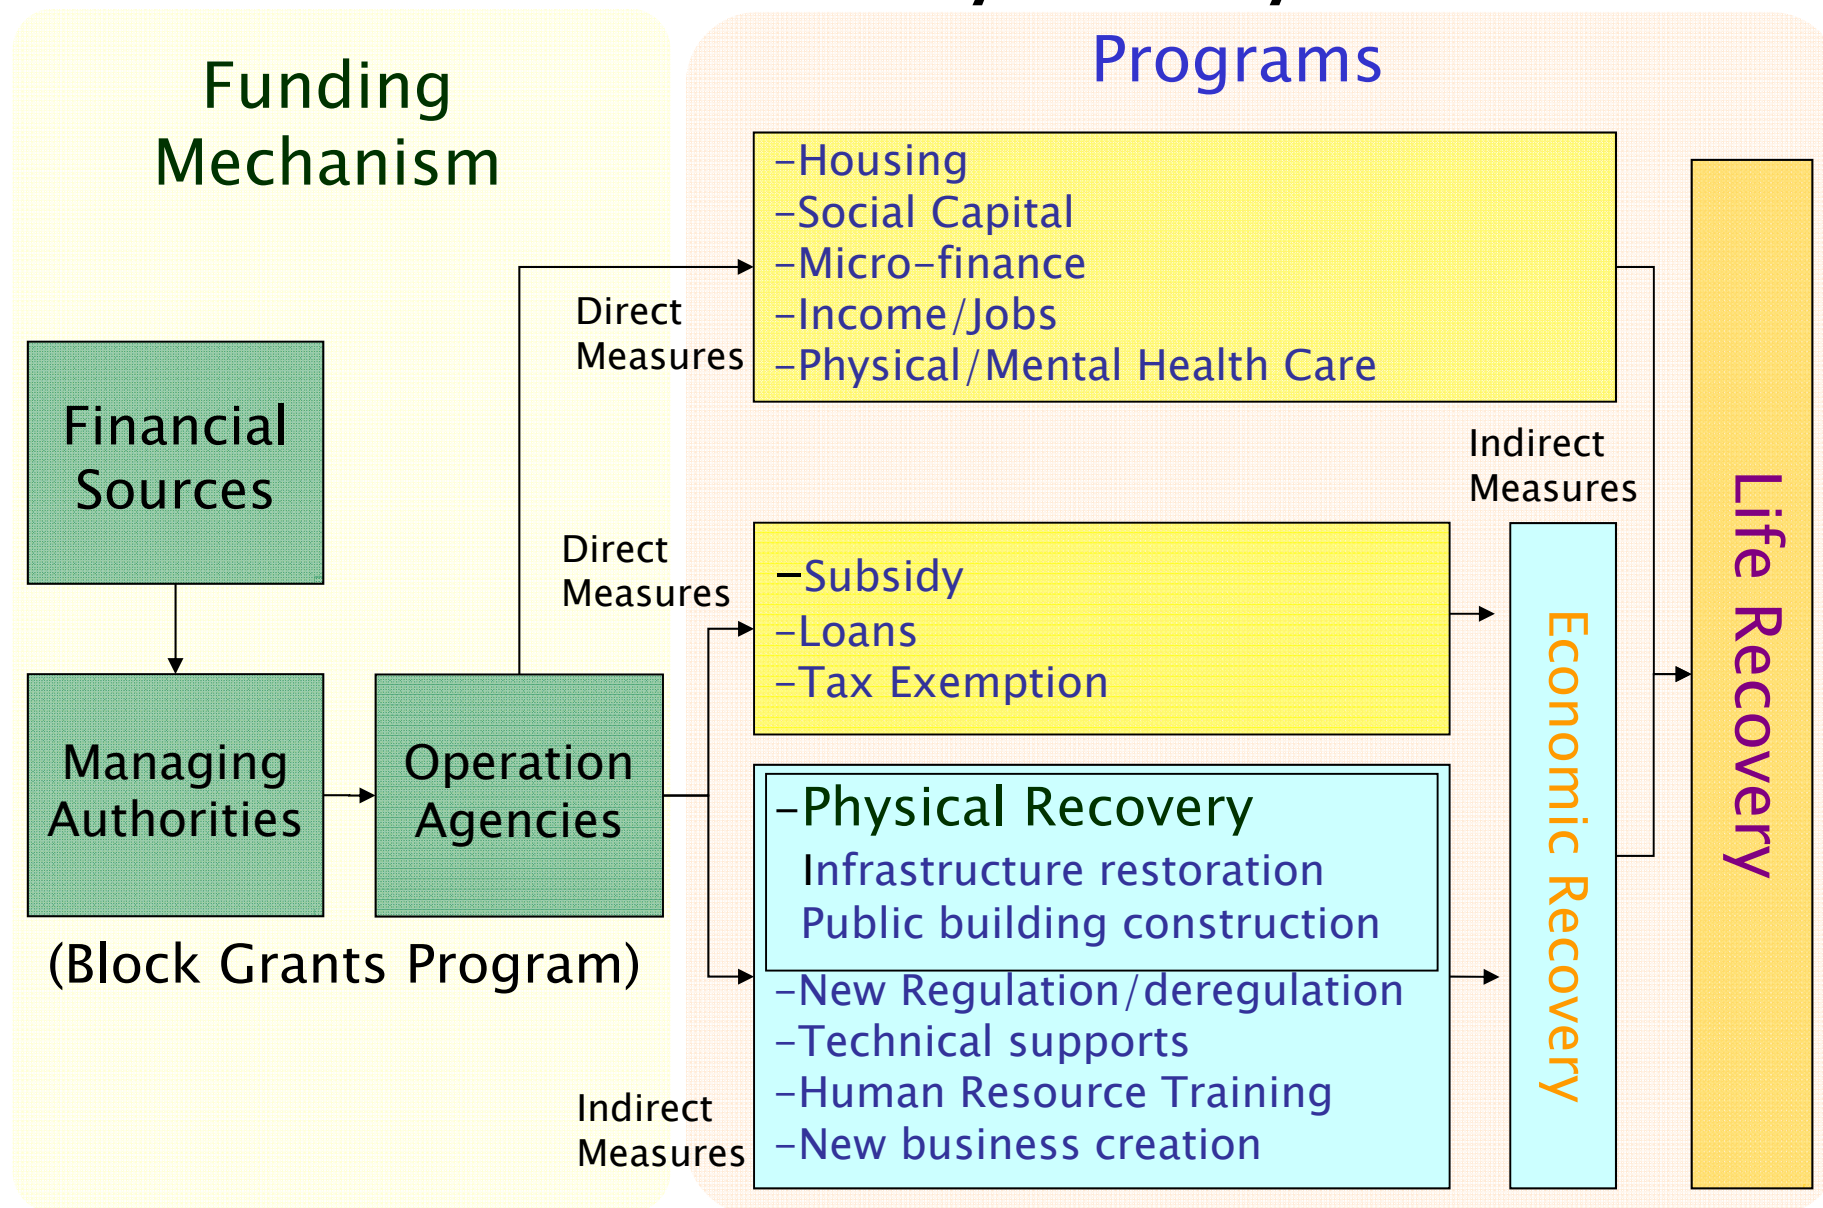 Funding
Mechanism
Programs
-Housing
-Social Capital
-Micro-finance
-Income/Jobs
-Physical/Mental Health Care
Direct
Measures
Financial
Sources
Indirect
Measures
Direct
Measures
-Subsidy
-Loans
-Tax Exemption
Managing
Authorities
Operation
Agencies
(Block Grants Program)
-Physical Recovery
Infrastructure restoration
Public building construction
-New Regulation/deregulation
-Technical supports
-Human Resource Training
-New business creation
Indirect
Measures
Economic Recovery
Life Recovery